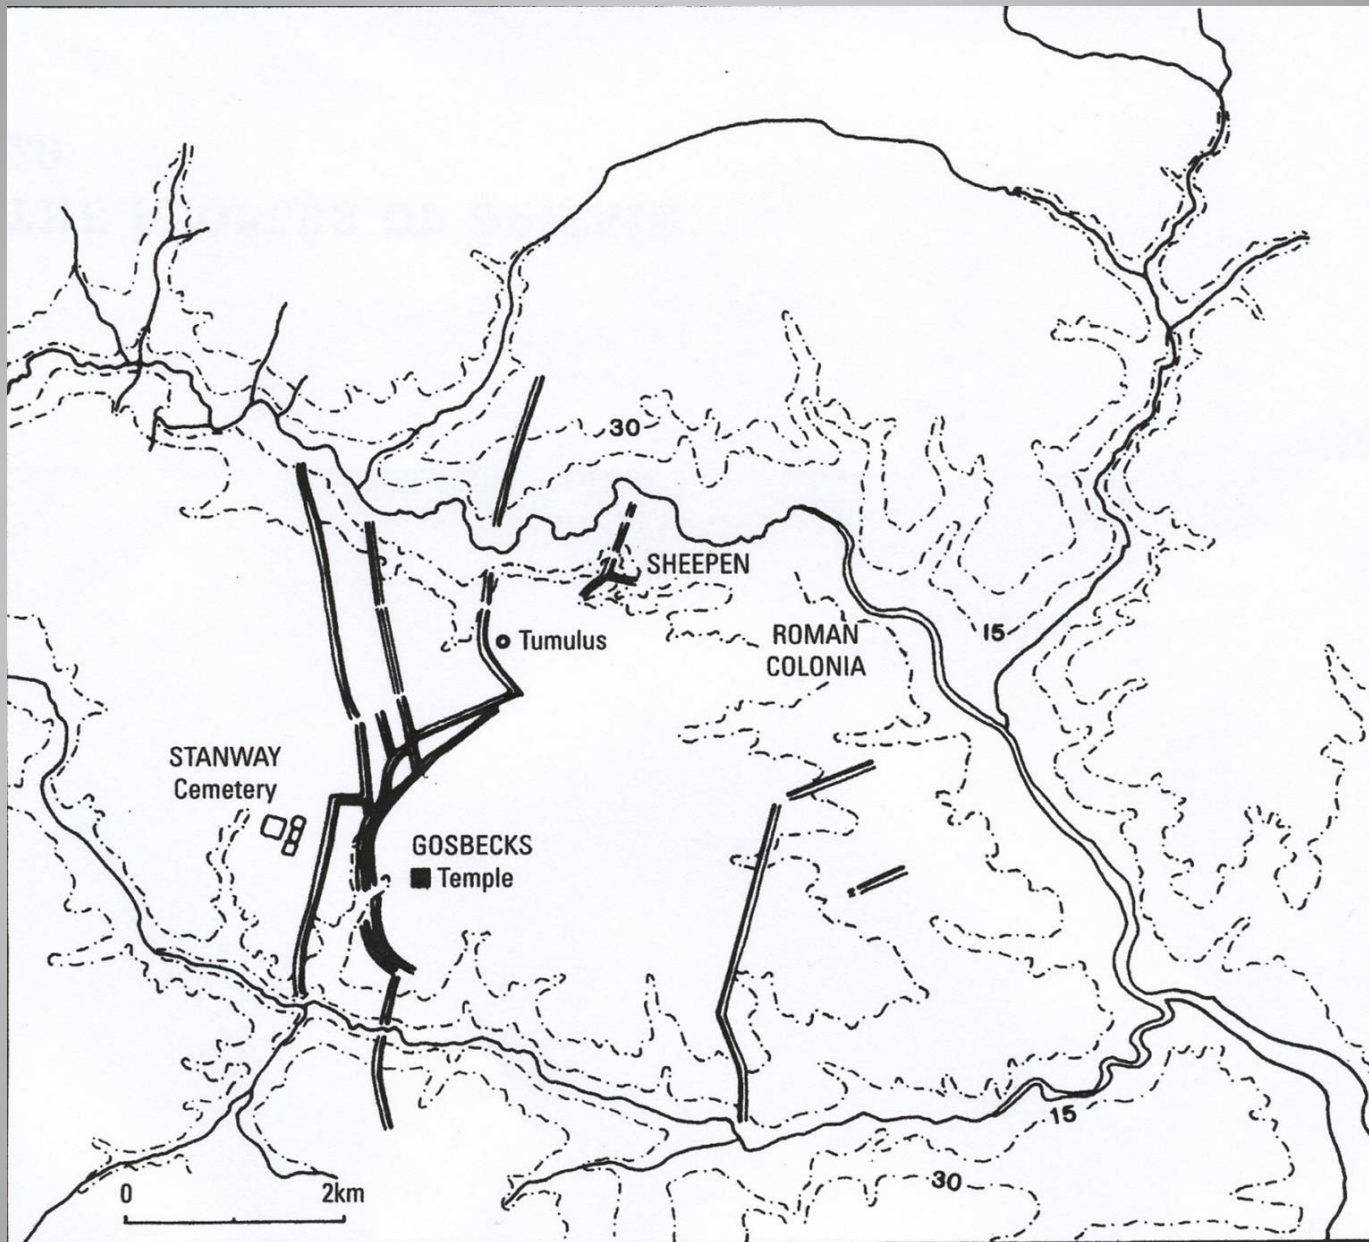 30
SHEEPEN
Tumulus
ROMAN
COLONIA
15
STANWAY
Cemetery
GOSBECKS
Temple
15
30
0 2km